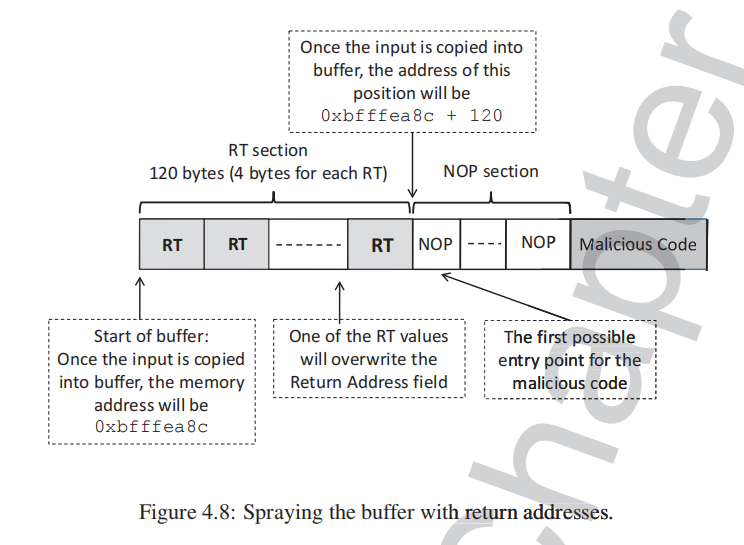 Once the input is copied into
buffer, the address of this
position will be
0xbfffea8c + 120
RT section
120 bytes (4 bytes for each RT)
NOP section
RT
RT
RT
NOP
NOP
Malicious Code
Start of buffer:
Once the input is copied
into buffer, the memory
address will be
0xbfffea8c
One of the RT values
will overwrite the
Return Address field
The first possible
entry point for the
malicious code
Figure 4.8: Spraying the buffer with return addresses.
Chapter